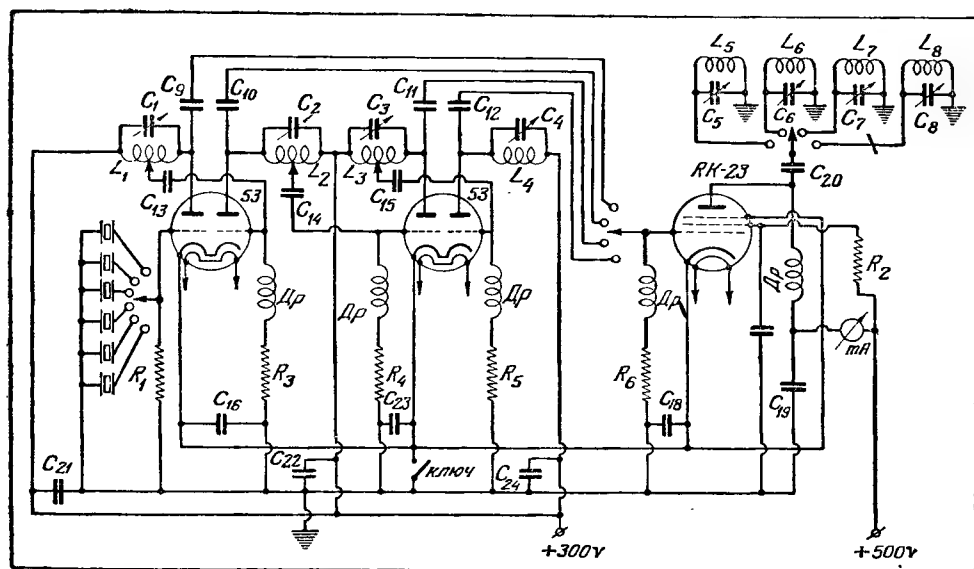 L5 L6 L7 L8
C9 C10 C11 C12
C1 C2 C3 C4
C5 C6 C7 C8
L1 L2 L3 L4
C13 53 C14 C15 53
RK-23 C20
R1 Др R3 Др R4 Др R5 Др R6 Др R2
mA
C16 C23 C18 C19
C21 C22 ключ C24
+300v +500v